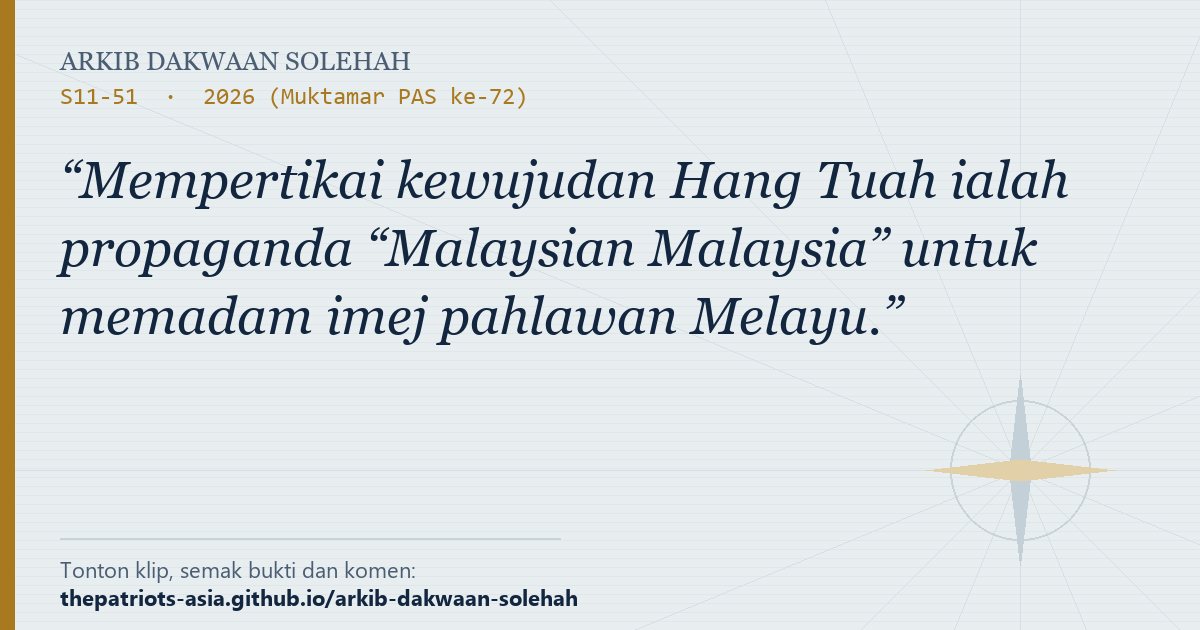 ARKIB DAKWAAN SOLEHAH
S11-51 · 2026 (Muktamar PAS ke-72)
“Mempertikai kewujudan Hang Tuah ialah
propaganda “Malaysian Malaysia” untuk
memadam imej pahlawan Melayu.”
Tonton klip, semak bukti dan komen:
thepatriots-asia.github.io/arkib-dakwaan-solehah